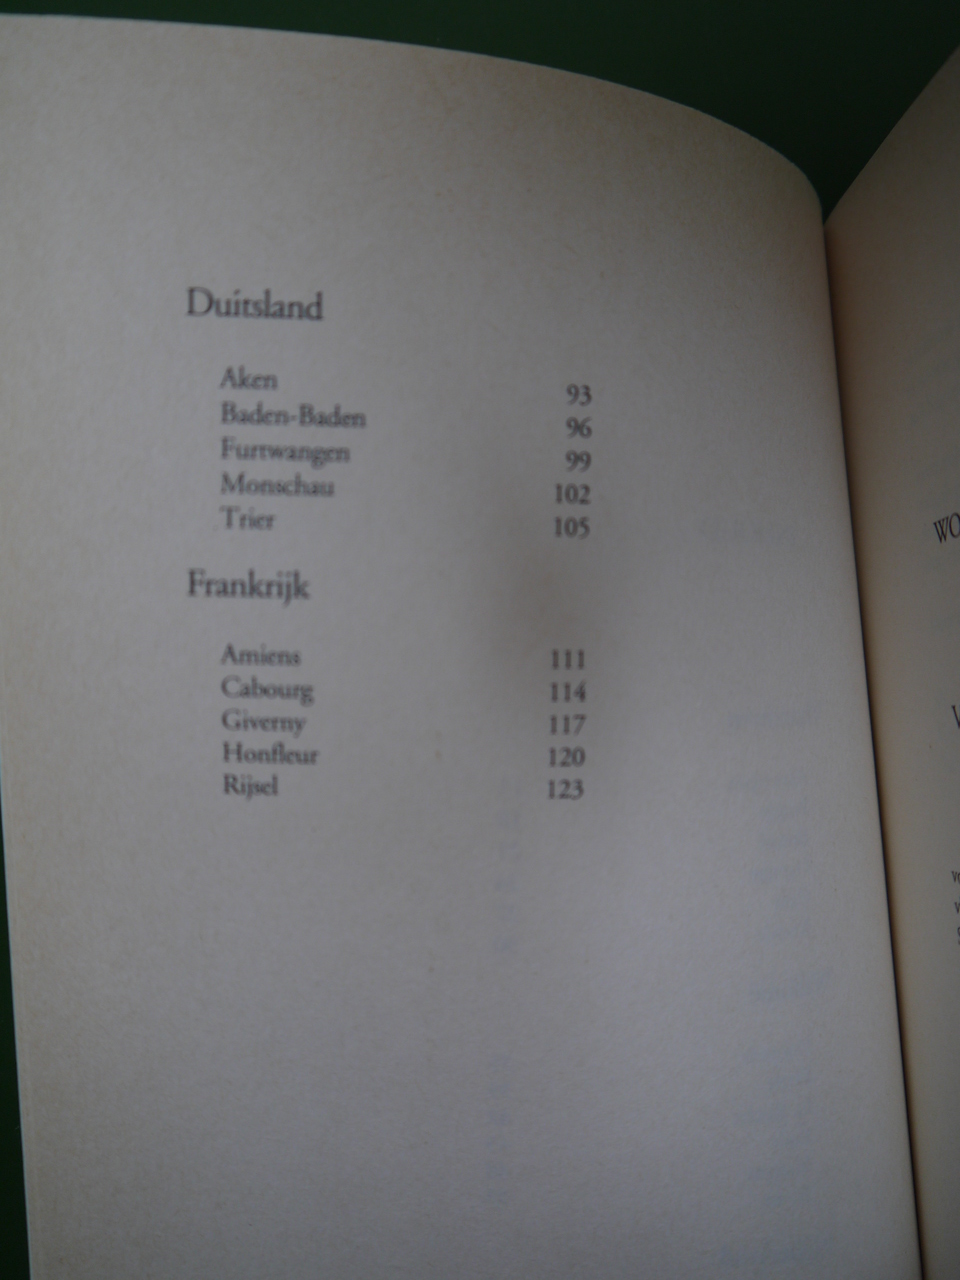 Duitsland
Aken 93
Baden-Baden 96
Furtwangen 99
Monschau 102
Trier 105
Frankrijk
Amiens 111
Cabourg 114
Giverny 117
Honfleur 120
Rijsel 123